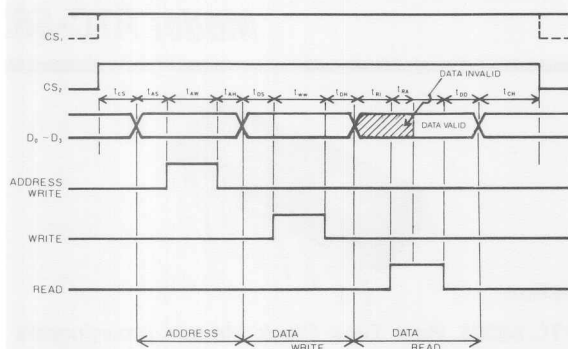 CS₁
CS₂
tCS tAS tAW tAH tDS tWW tDH tRI tRA tDD tCH
DATA INVALID
D₀ ~ D₃
DATA VALID
ADDRESS WRITE
WRITE
READ
ADDRESS DATA WRITE DATA READ